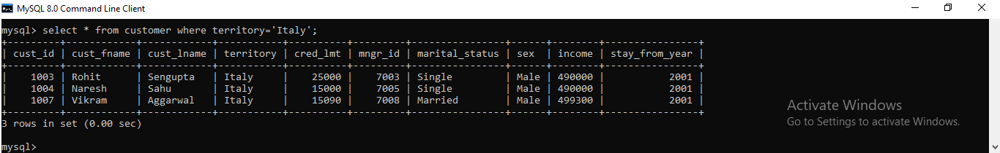 MySQL 8.0 Command Line Client
mysql> select * from customer where territory='Italy';
+---------+------------+------------+-----------+----------+---------+----------------+------+--------+----------------+
| cust_id | cust_fname | cust_lname | territory | cred_lmt | mngr_id | marital_status | sex | income | stay_from_year |
+---------+------------+------------+-----------+----------+---------+----------------+------+--------+----------------+
| 1003 | Rohit | Sengupta | Italy | 25000 | 7003 | Single | Male | 490000 | 2001 |
| 1004 | Naresh | Sahu | Italy | 15000 | 7005 | Single | Male | 490000 | 2001 |
| 1007 | Vikram | Aggarwal | Italy | 15090 | 7008 | Married | Male | 499300 | 2001 |
+---------+------------+------------+-----------+----------+---------+----------------+------+--------+----------------+
3 rows in set (0.00 sec)
mysql>
Activate Windows
Go to Settings to activate Windows.